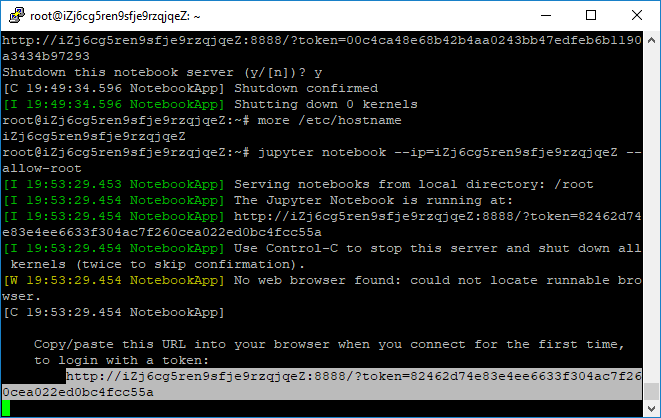 root@iZj6cg5ren9sfje9rzqjqeZ: ~
http://iZj6cg5ren9sfje9rzqjqeZ:8888/?token=00c4ca48e68b42b4aa0243bb47edfeb6b1190
a3434b97293
Shutdown this notebook server (y/[n])? y
[C 19:49:34.596 NotebookApp] Shutdown confirmed
[I 19:49:34.596 NotebookApp] Shutting down 0 kernels
root@iZj6cg5ren9sfje9rzqjqeZ:~# more /etc/hostname
iZj6cg5ren9sfje9rzqjqeZ
root@iZj6cg5ren9sfje9rzqjqeZ:~# jupyter notebook --ip=iZj6cg5ren9sfje9rzqjqeZ --
allow-root
[I 19:53:29.453 NotebookApp] Serving notebooks from local directory: /root
[I 19:53:29.454 NotebookApp] The Jupyter Notebook is running at:
[I 19:53:29.454 NotebookApp] http://iZj6cg5ren9sfje9rzqjqeZ:8888/?token=82462d74
e83e4ee6633f304ac7f260cea022ed0bc4fcc55a
[I 19:53:29.454 NotebookApp] Use Control-C to stop this server and shut down all
kernels (twice to skip confirmation).
[W 19:53:29.454 NotebookApp] No web browser found: could not locate runnable bro
wser.
[C 19:53:29.454 NotebookApp]
Copy/paste this URL into your browser when you connect for the first time,
to login with a token:
http://iZj6cg5ren9sfje9rzqjqeZ:8888/?token=82462d74e83e4ee6633f304ac7f26
0cea022ed0bc4fcc55a